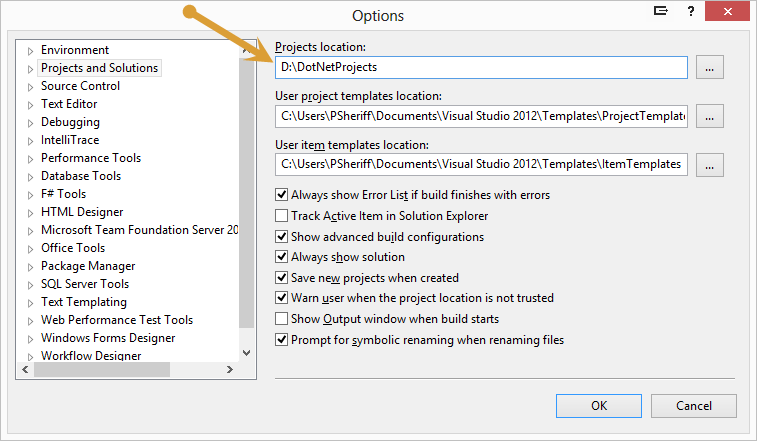 Options
Environment
Projects and Solutions
Source Control
Text Editor
Debugging
IntelliTrace
Performance Tools
Database Tools
F# Tools
HTML Designer
Microsoft Team Foundation Server 20
Office Tools
Package Manager
SQL Server Tools
Text Templating
Web Performance Test Tools
Windows Forms Designer
Workflow Designer
Projects location:
D:\DotNetProjects
...
User project templates location:
C:\Users\PSheriff\Documents\Visual Studio 2012\Templates\ProjectTemplate
...
User item templates location:
C:\Users\PSheriff\Documents\Visual Studio 2012\Templates\ItemTemplates
...
Always show Error List if build finishes with errors
Track Active Item in Solution Explorer
Show advanced build configurations
Always show solution
Save new projects when created
Warn user when the project location is not trusted
Show Output window when build starts
Prompt for symbolic renaming when renaming files
OK
Cancel